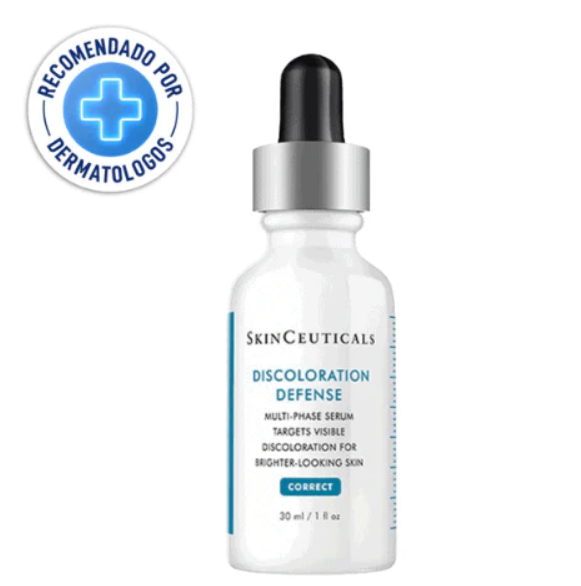 RECOMENDADO POR
DERMATOLOGOS
SKINCEUTICALS
DISCOLORATION
DEFENSE
MULTI-PHASE SERUM
TARGETS VISIBLE
DISCOLORATION FOR
BRIGHTER-LOOKING SKIN
CORRECT
30 ml / 1 fl oz